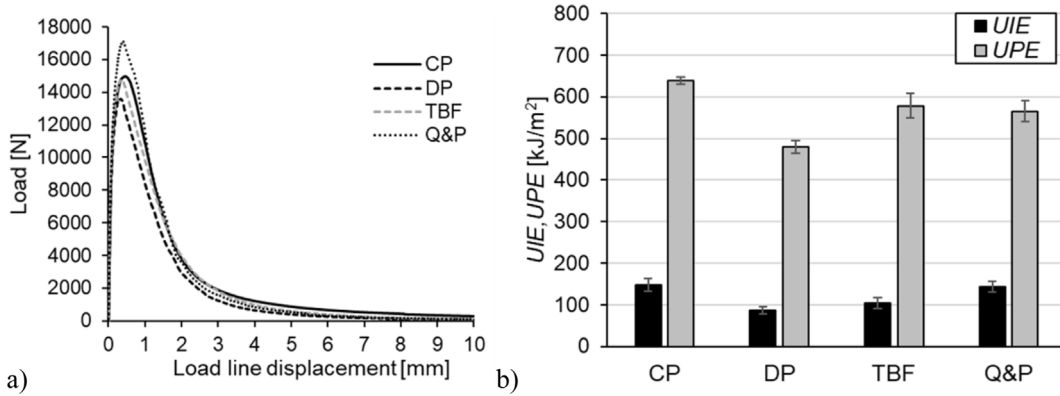 18000
16000
14000
12000
10000
8000
6000
4000
2000
0
Load [N]
CP
DP
TBF
Q&P
0 1 2 3 4 5 6 7 8 9 10
Load line displacement [mm]
a)
800
700
600
500
400
300
200
100
0
UIE, UPE [kJ/m²]
UIE
UPE
CP DP TBF Q&P
b)